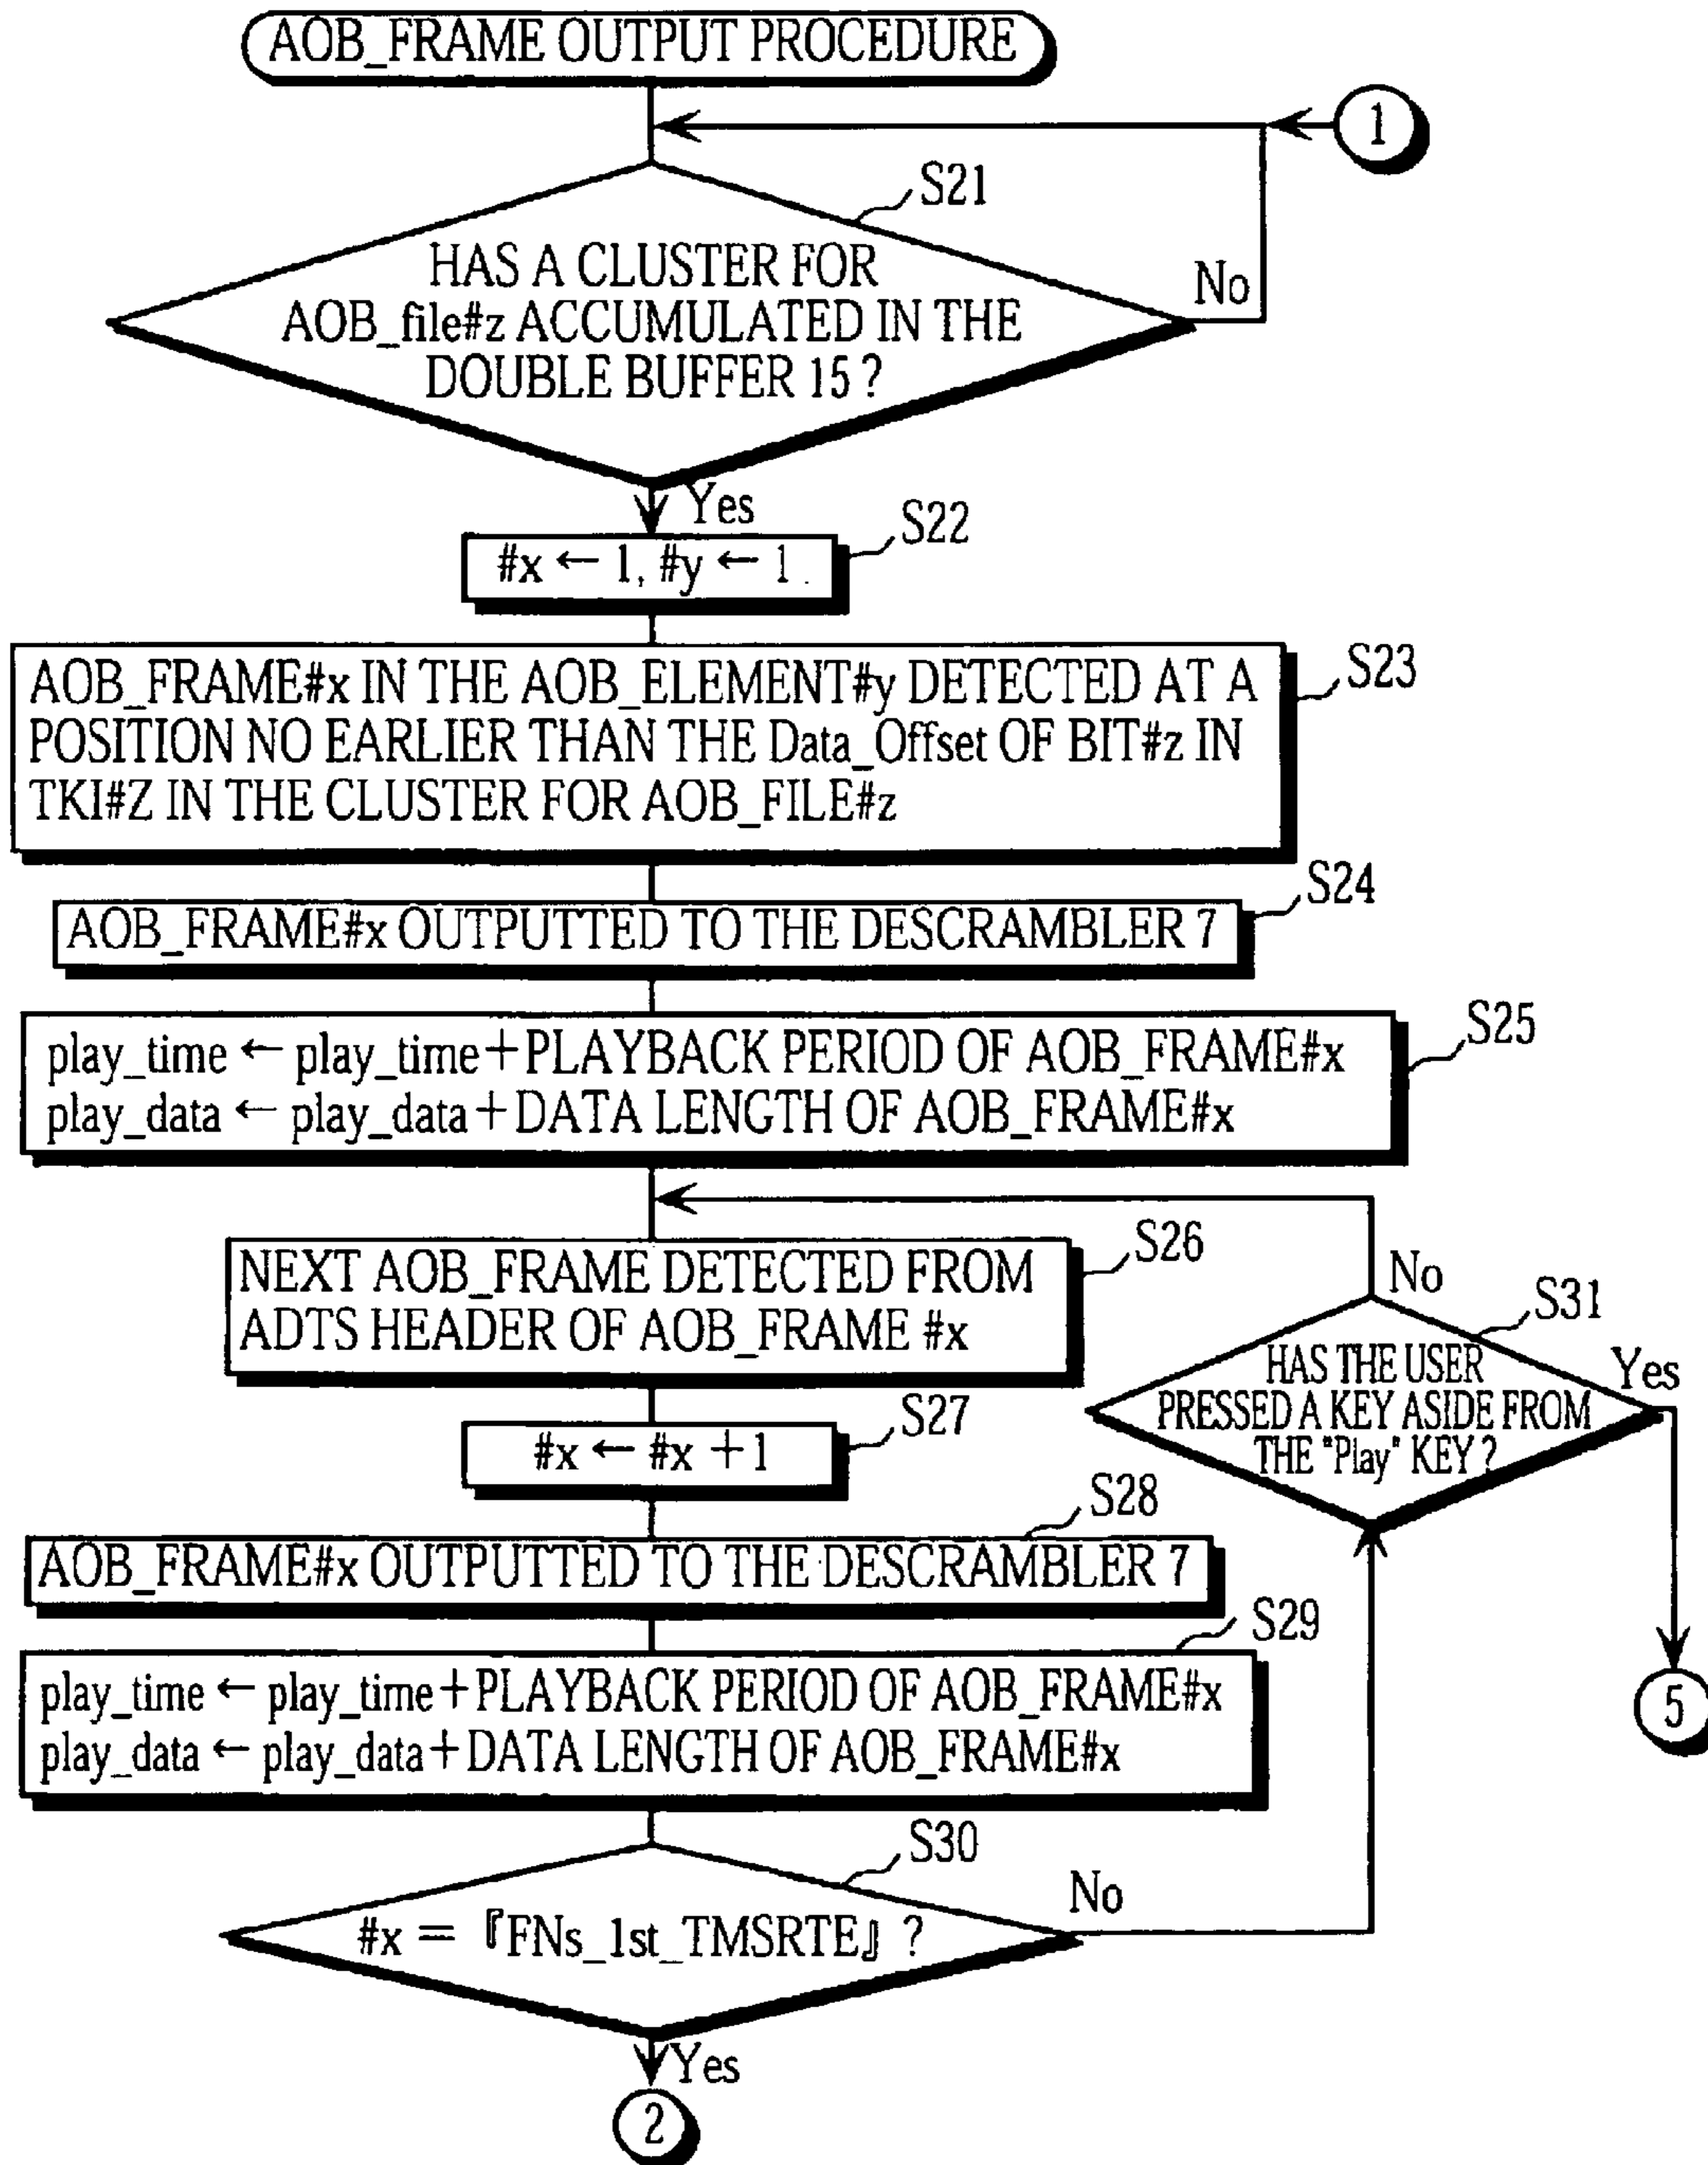 AOB_FRAME OUTPUT PROCEDURE
1
S21
HAS A CLUSTER FOR
AOB_file#z ACCUMULATED IN THE
DOUBLE BUFFER 15 ?
No
Yes
S22
#x ← 1, #y ← 1
S23
AOB_FRAME#x IN THE AOB_ELEMENT#y DETECTED AT A
POSITION NO EARLIER THAN THE Data_Offset OF BIT#z IN
TKI#Z IN THE CLUSTER FOR AOB_FILE#z
S24
AOB_FRAME#x OUTPUTTED TO THE DESCRAMBLER 7
S25
play_time ← play_time+PLAYBACK PERIOD OF AOB_FRAME#x
play_data ← play_data+DATA LENGTH OF AOB_FRAME#x
S26
NEXT AOB_FRAME DETECTED FROM
ADTS HEADER OF AOB_FRAME #x
No
S31
HAS THE USER
PRESSED A KEY ASIDE FROM
THE "Play" KEY ?
Yes
S27
#x ← #x +1
S28
AOB_FRAME#x OUTPUTTED TO THE DESCRAMBLER 7
S29
play_time ← play_time+PLAYBACK PERIOD OF AOB_FRAME#x
play_data ← play_data+DATA LENGTH OF AOB_FRAME#x
5
S30
#x = 『FNs_1st_TMSRTE』 ?
No
Yes
2